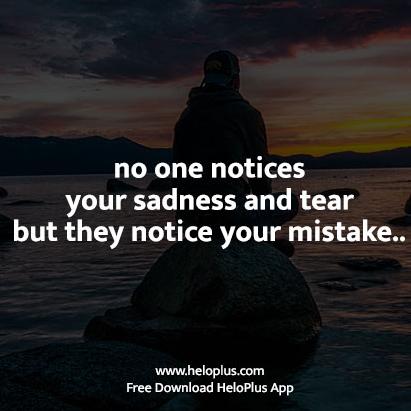 no one notices
your sadness and tear
but they notice your mistake..
www.heloplus.com
Free Download HeloPlus App